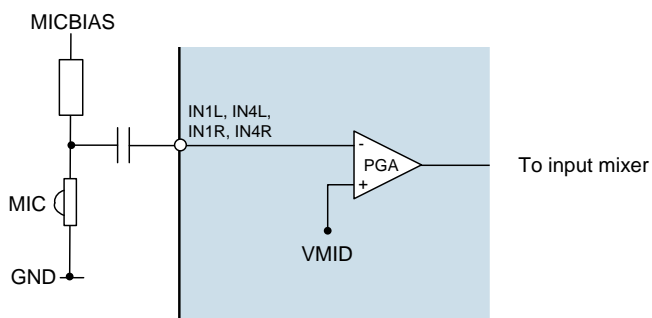 MICBIAS
IN1L, IN4L,
IN1R, IN4R
-
PGA
+
To input mixer
MIC
VMID
GND